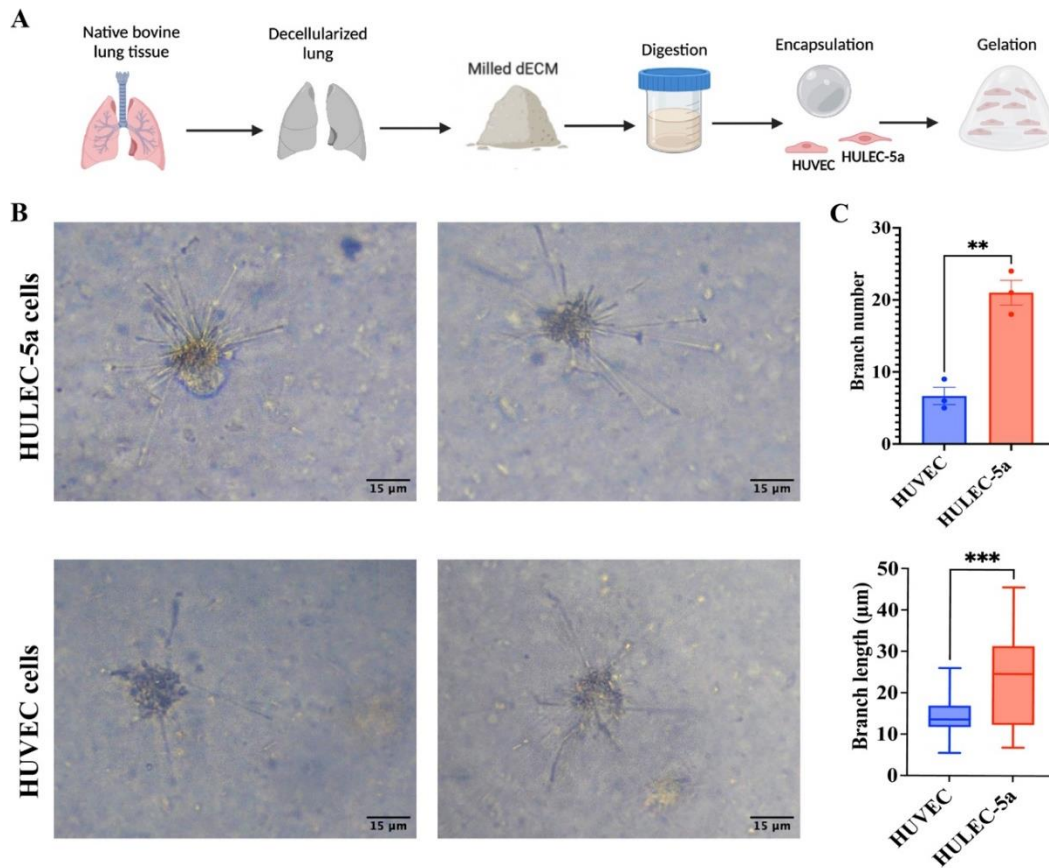 A
Native bovine
lung tissue
Decellularized
lung
Milled dECM
Digestion
Encapsulation
HUVEC
HULEC-5a
Gelation
B
HULEC-5a cells
15 µm
15 µm
HUVEC cells
15 µm
15 µm
C
Branch number
30
20
10
0
**
HUVEC
HULEC-5a
Branch length (µm)
50
40
30
20
10
0
***
HUVEC
HULEC-5a